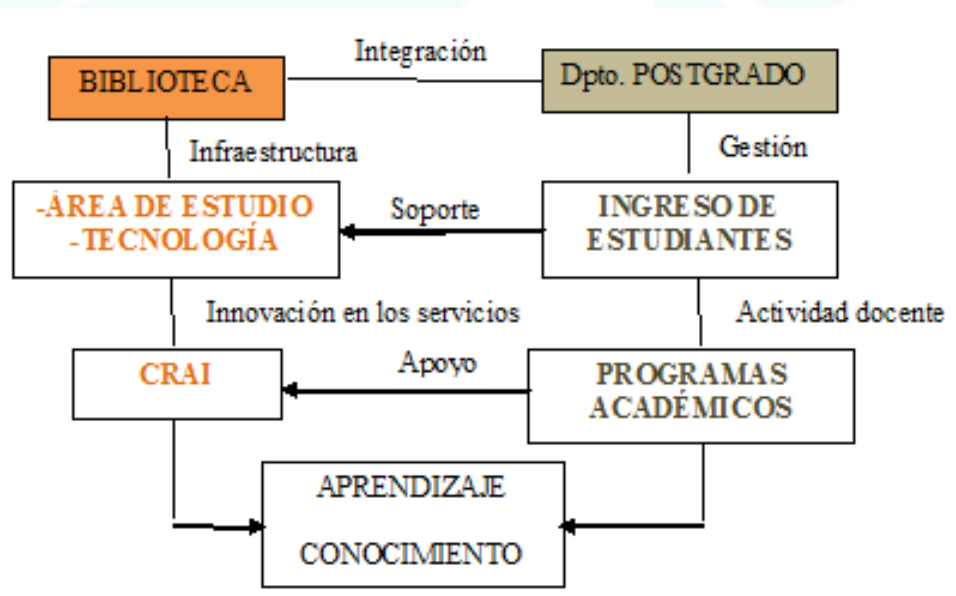 Integración
BIBLIOTECA
Dpto. POSTGRADO
Infraestructura
Gestión
-ÁREA DE ESTUDIO
-TECNOLOGÍA
Soporte
INGRESO DE
ESTUDIANTES
Innovación en los servicios
Actividad docente
CRAI
Apoyo
PROGRAMAS
ACADÉMICOS
APRENDIZAJE
CONOCIMIENTO